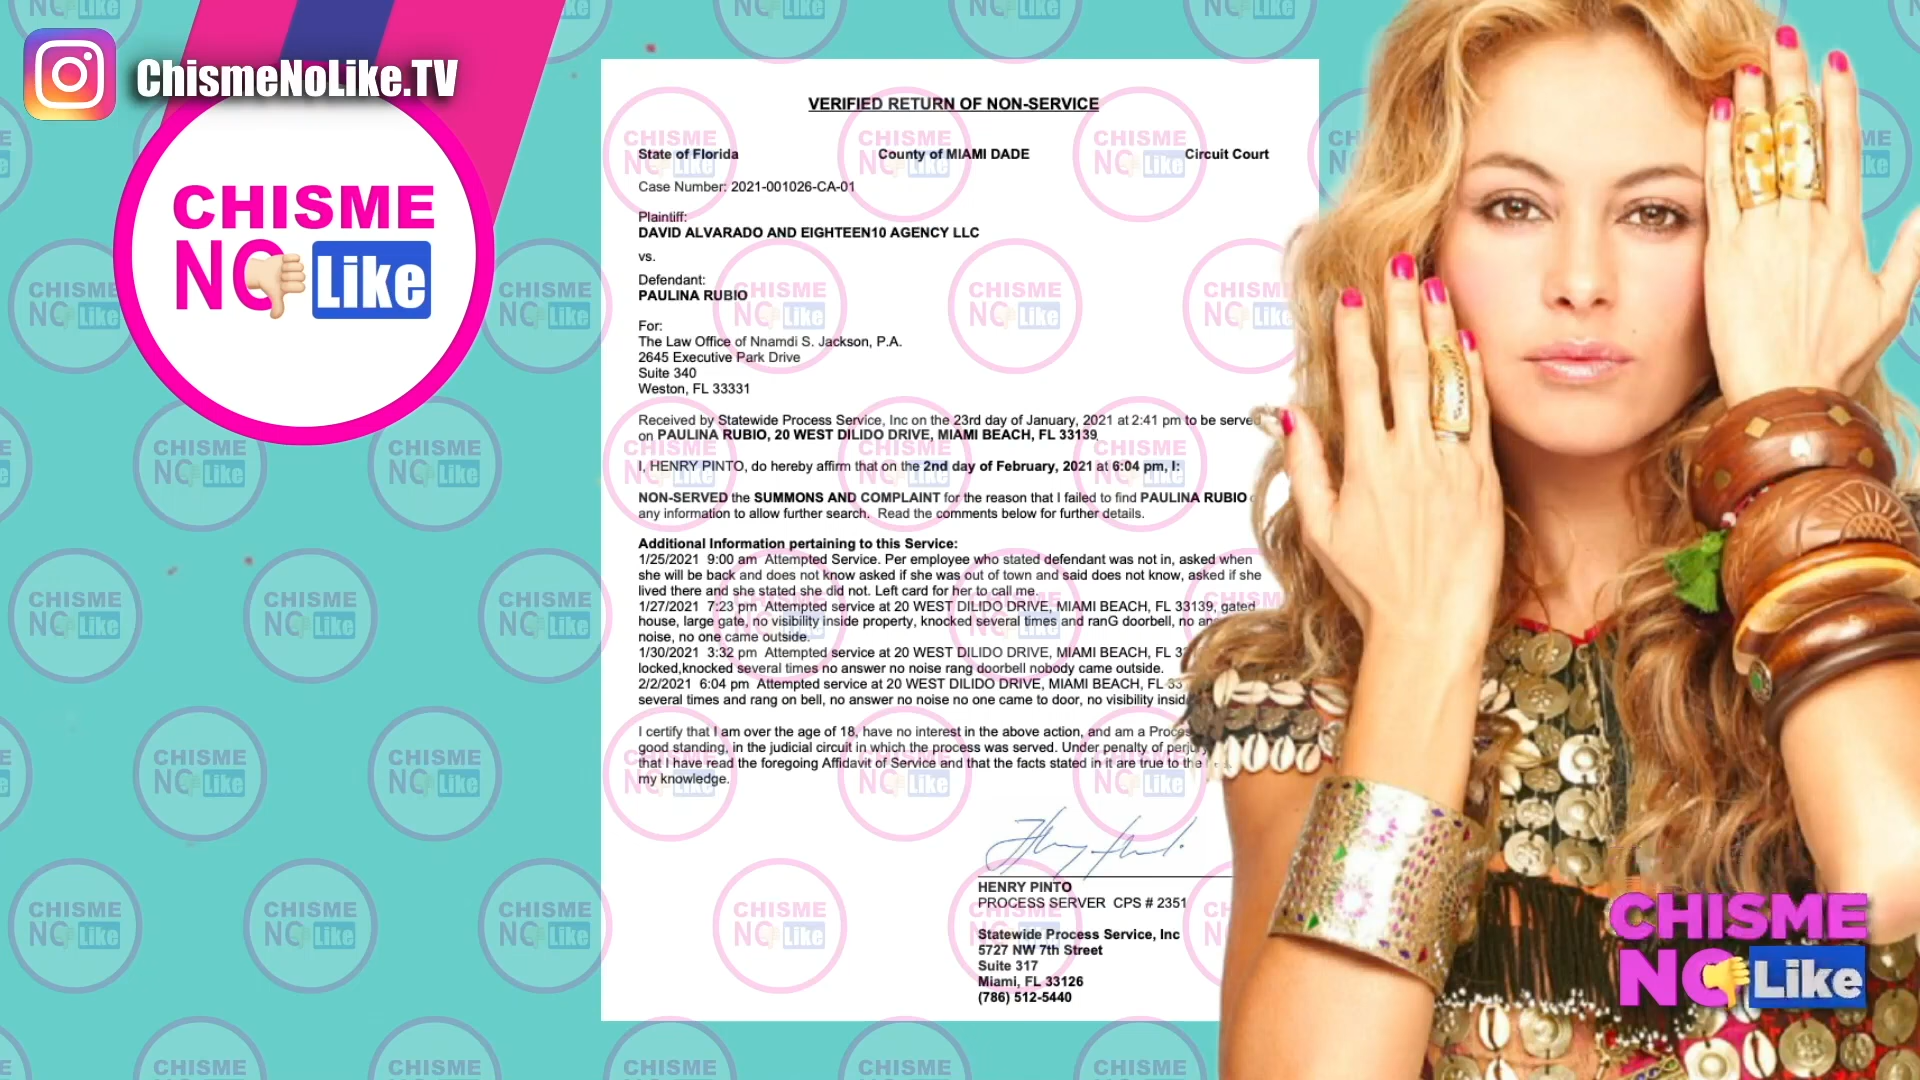 ChismeNoLike.TV
CHISME
NO Like
VERIFIED RETURN OF NON-SERVICE
State of Florida County of MIAMI DADE Circuit Court
Case Number: 2021-001026-CA-01
Plaintiff:
DAVID ALVARADO AND EIGHTEEN10 AGENCY LLC
vs.
Defendant:
PAULINA RUBIO
For:
The Law Office of Nnamdi S. Jackson, P.A.
2645 Executive Park Drive
Suite 340
Weston, FL 33331
Received by Statewide Process Service, Inc on the 23rd day of January, 2021 at 2:41 pm to be served
on PAULINA RUBIO, 20 WEST DILIDO DRIVE, MIAMI BEACH, FL 33139.
I, HENRY PINTO, do hereby affirm that on the 2nd day of February, 2021 at 6:04 pm, I:
NON-SERVED the SUMMONS AND COMPLAINT for the reason that I failed to find PAULINA RUBIO
any information to allow further search. Read the comments below for further details.
Additional Information pertaining to this Service:
1/25/2021 9:00 am Attempted Service. Per employee who stated defendant was not in, asked when
she will be back and does not know asked if she was out of town and said does not know, asked if she
lived there and she stated she did not. Left card for her to call me.
1/27/2021 7:23 pm Attempted service at 20 WEST DILIDO DRIVE, MIAMI BEACH, FL 33139, gated
house, large gate, no visibility inside property, knocked several times and ranG doorbell, no
noise, no one came outside.
1/30/2021 3:32 pm Attempted service at 20 WEST DILIDO DRIVE, MIAMI BEACH, FL
locked,knocked several times no answer no noise rang doorbell nobody came outside.
2/2/2021 6:04 pm Attempted service at 20 WEST DILIDO DRIVE, MIAMI BEACH, FL
several times and rang on bell, no answer no noise no one came to door, no visibility
I certify that I am over the age of 18, have no interest in the above action, and am a
good standing, in the judicial circuit in which the process was served. Under penalty of
that I have read the foregoing Affidavit of Service and that the facts stated in it are true to the
my knowledge.
HENRY PINTO
PROCESS SERVER CPS # 2351
Statewide Process Service, Inc
5727 NW 7th Street
Suite 317
Miami, FL 33126
(786) 512-5440
CHISME
NO Like